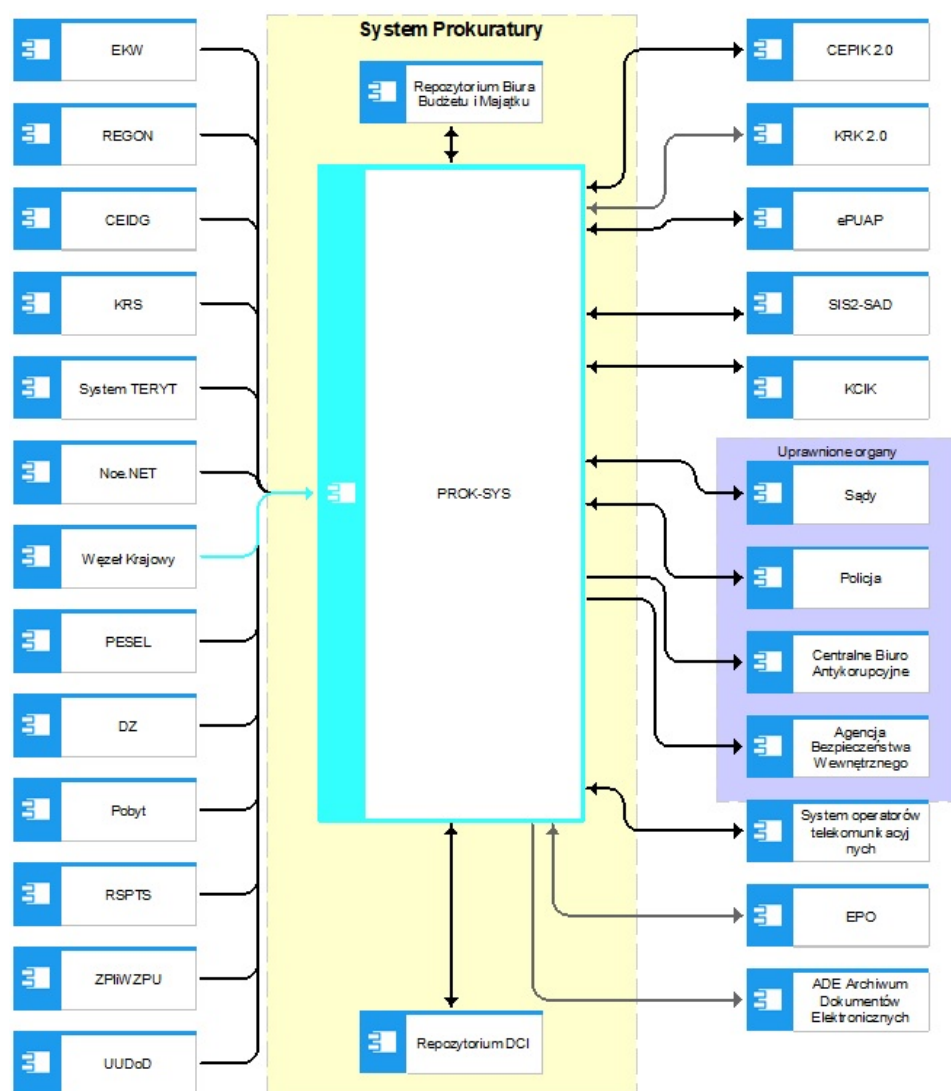 System Prokuratury
EKW
REGON
CEIDG
KRS
System TERYT
Noe.NET
Węzeł Krajowy
PESEL
DZ
Pobyt
RSPTS
ZPIiWZPU
UUDoD
Repozytorium Biura
Budżetu i Majątku
PROK-SYS
Repozytorium DCI
CEPIK 2.0
KRK 2.0
ePUAP
SIS2-SAD
KCIK
Uprawnione organy
Sądy
Policja
Centralne Biuro
Antykorupcyjne
Agencja
Bezpieczeństwa
Wewnętrznego
System operatorów
telekomunikacyj
nych
EPO
ADE Archiwum
Dokumentów
Elektronicznych